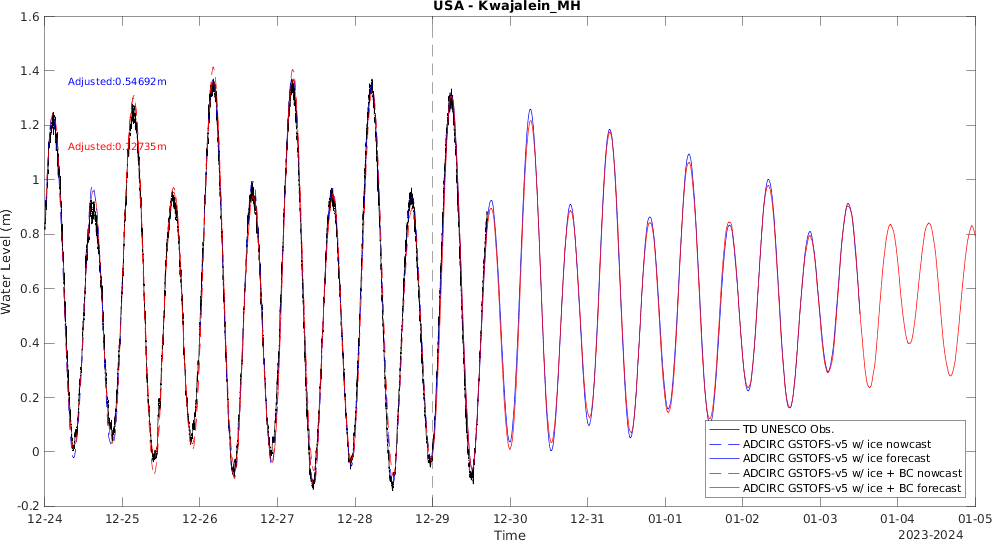 USA - Kwajalein_MH
1.6
1.4
1.2
1
0.8
0.6
0.4
0.2
0
-0.2
Water Level (m)
Adjusted:0.54692m
Adjusted:0.12735m
TD UNESCO Obs.
ADCIRC GSTOFS-v5 w/ ice nowcast
ADCIRC GSTOFS-v5 w/ ice forecast
ADCIRC GSTOFS-v5 w/ ice + BC nowcast
ADCIRC GSTOFS-v5 w/ ice + BC forecast
12-24 12-25 12-26 12-27 12-28 12-29 12-30 12-31 01-01 01-02 01-03 01-04 01-05
Time
2023-2024